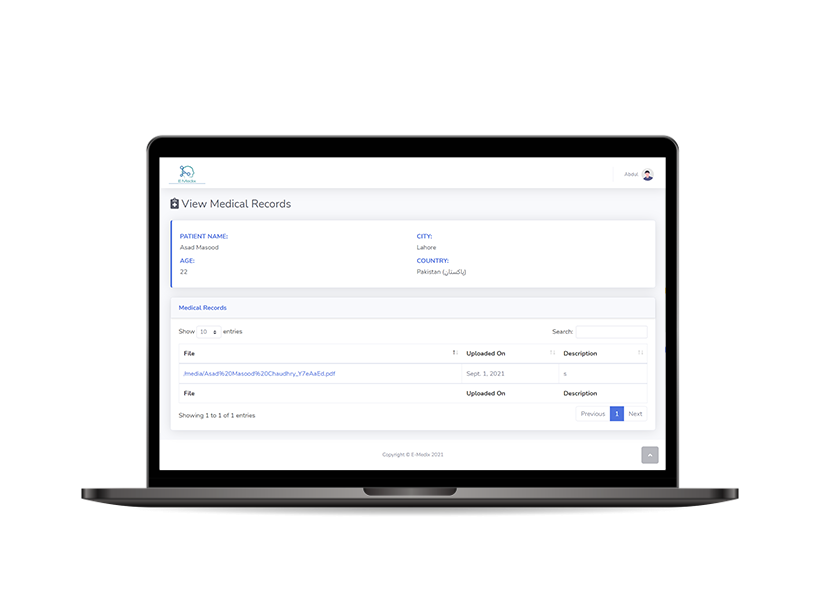 E-Medix
Abdul
View Medical Records
PATIENT NAME: CITY:
Asad Masood Lahore
AGE: COUNTRY:
22 Pakistan (پاکستان)
Medical Records
Show 10 entries Search:
File Uploaded On Description
/media/Asad%20Masood%20Chaudhry_Y7eAaEd.pdf Sept. 1, 2021 s
File Uploaded On Description
Showing 1 to 1 of 1 entries Previous 1 Next
Copyright © E-Medix 2021